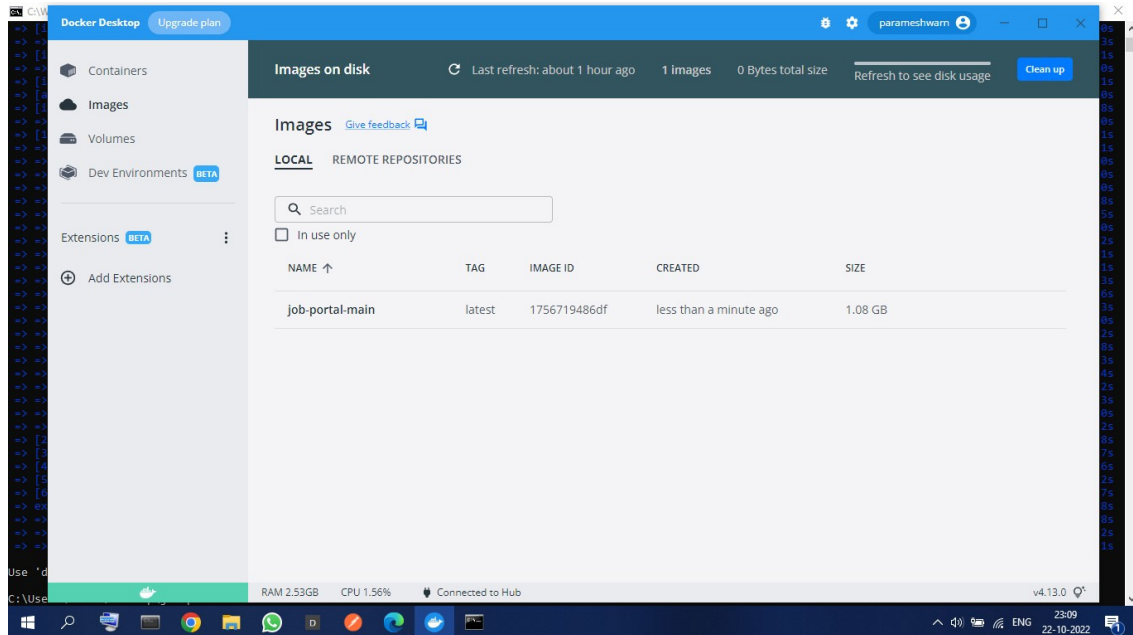 C:\W
Docker Desktop Upgrade plan
parameshwarn
Containers
Images
Volumes
Dev Environments BETA
Extensions BETA
Add Extensions
Images on disk
Last refresh: about 1 hour ago
1 images
0 Bytes total size
Refresh to see disk usage
Clean up
Images Give feedback
LOCAL REMOTE REPOSITORIES
Search
In use only
NAME TAG IMAGE ID CREATED SIZE
job-portal-main latest 1756719486df less than a minute ago 1.08 GB
Use 'd
C:\Use
RAM 2.53GB CPU 1.56% Connected to Hub v4.13.0
ENG
23:09
22-10-2022